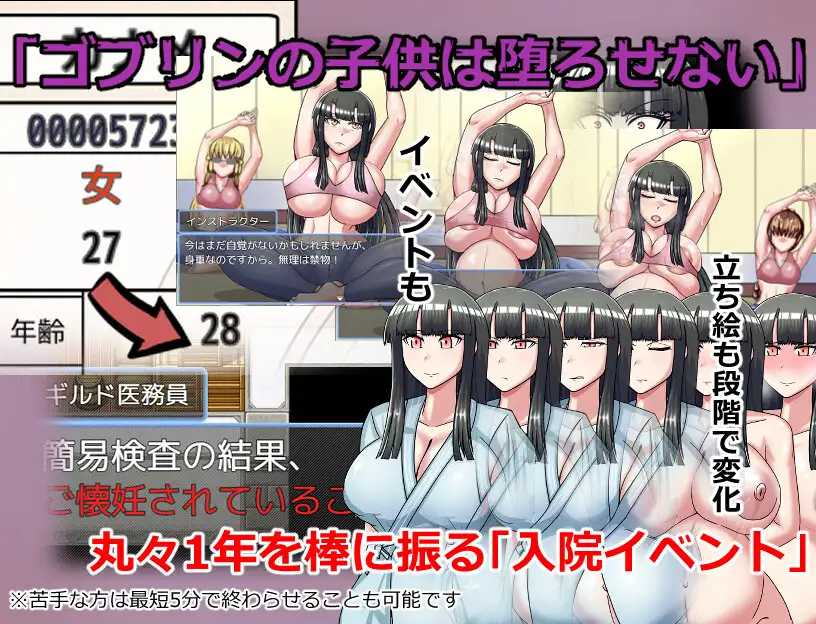 「ゴブリンの子供は堕ろせない」
00005723
女
27
年齢
28
イベントも
インストラクター
今はまだ自覚がないかもしれませんが、
身重なのですから。無理は禁物！
立ち絵も段階で変化
ギルド医務員
簡易検査の結果、
ご懐妊されているこ
丸々1年を棒に振る「入院イベント」
※苦手な方は最短5分で終わらせることも可能です